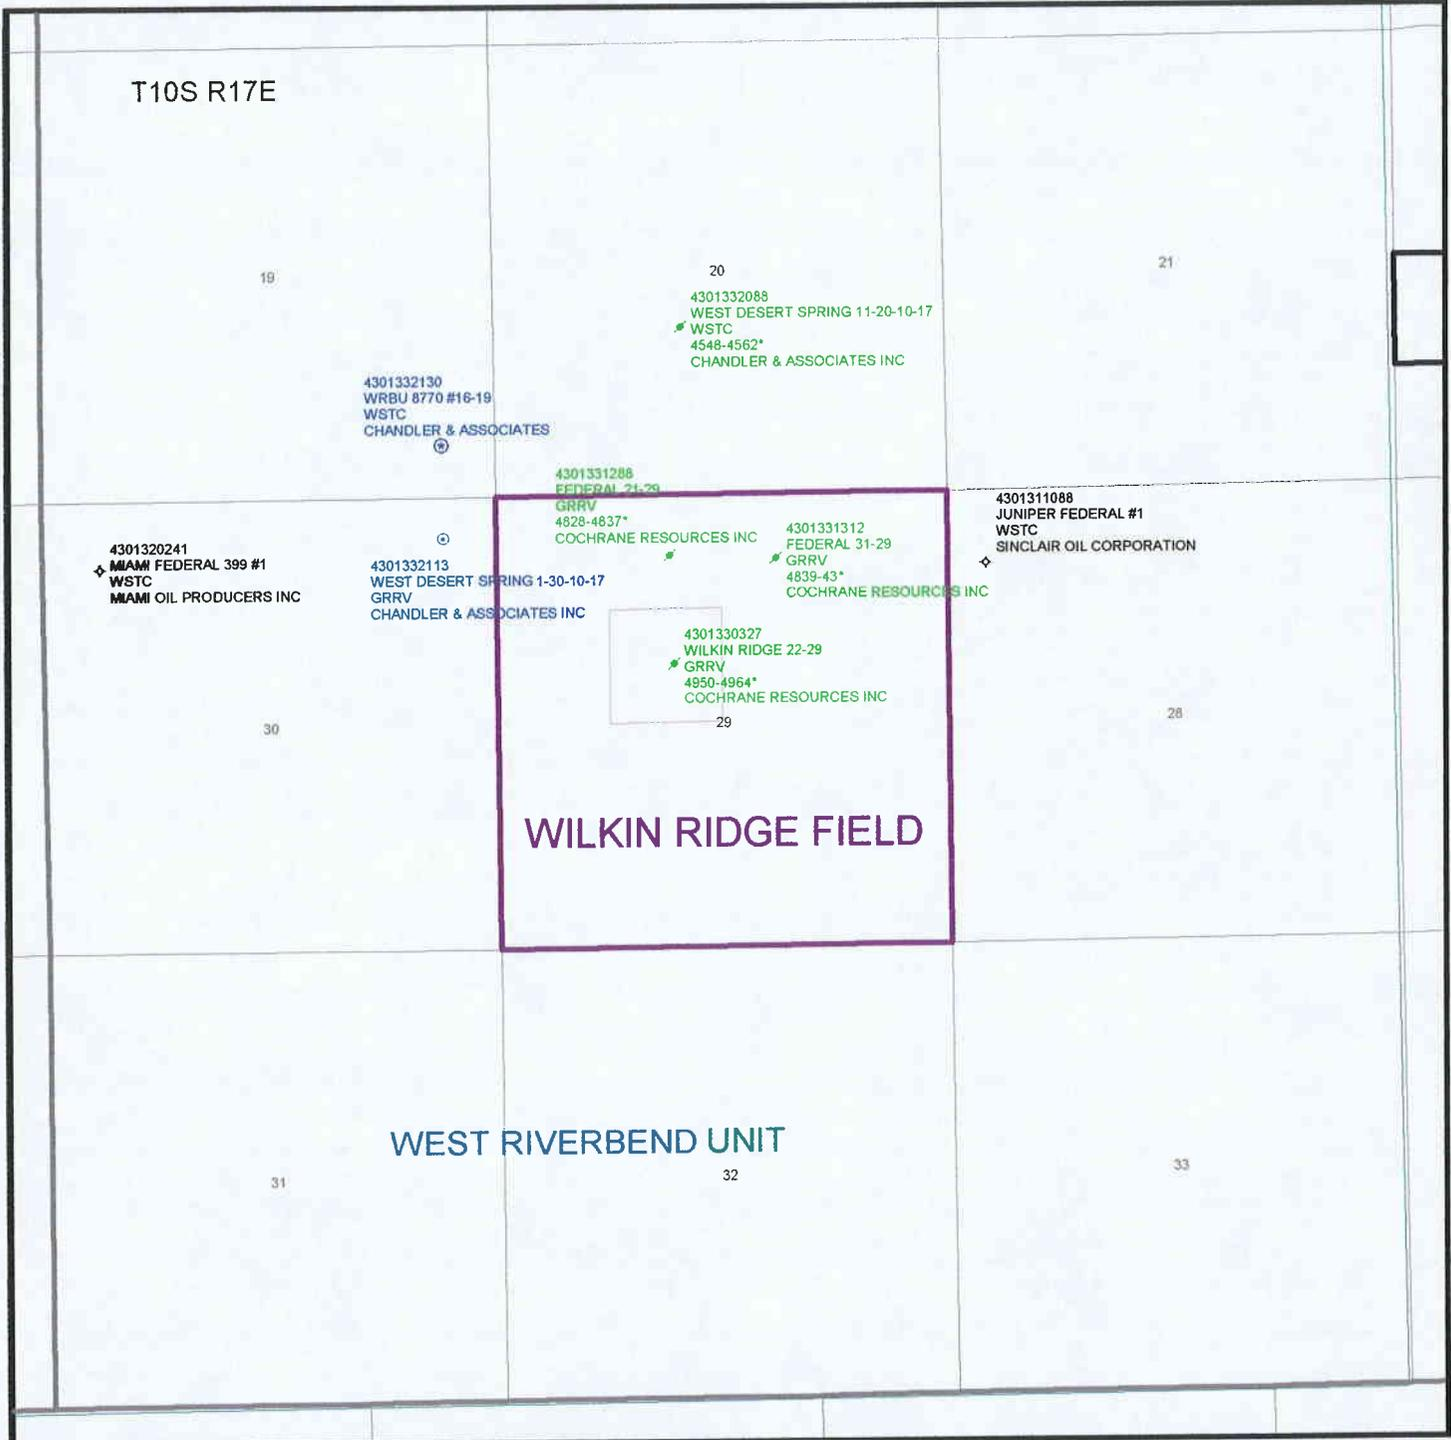 T10S R17E
19
20
21
4301332088
WEST DESERT SPRING 11-20-10-17
WSTC
4548-4562*
CHANDLER & ASSOCIATES INC
4301332130
WRBU 8770 #16-19
WSTC
CHANDLER & ASSOCIATES
4301331288
FEDERAL 21-29
GRRV
4828-4837*
COCHRANE RESOURCES INC
4301331312
FEDERAL 31-29
GRRV
4839-43*
COCHRANE RESOURCES INC
4301311088
JUNIPER FEDERAL #1
WSTC
SINCLAIR OIL CORPORATION
4301320241
MIAMI FEDERAL 399 #1
WSTC
MIAMI OIL PRODUCERS INC
4301332113
WEST DESERT SPRING 1-30-10-17
GRRV
CHANDLER & ASSOCIATES INC
4301330327
WILKIN RIDGE 22-29
GRRV
4950-4964*
COCHRANE RESOURCES INC
30
29
28
WILKIN RIDGE FIELD
WEST RIVERBEND UNIT
31
32
33